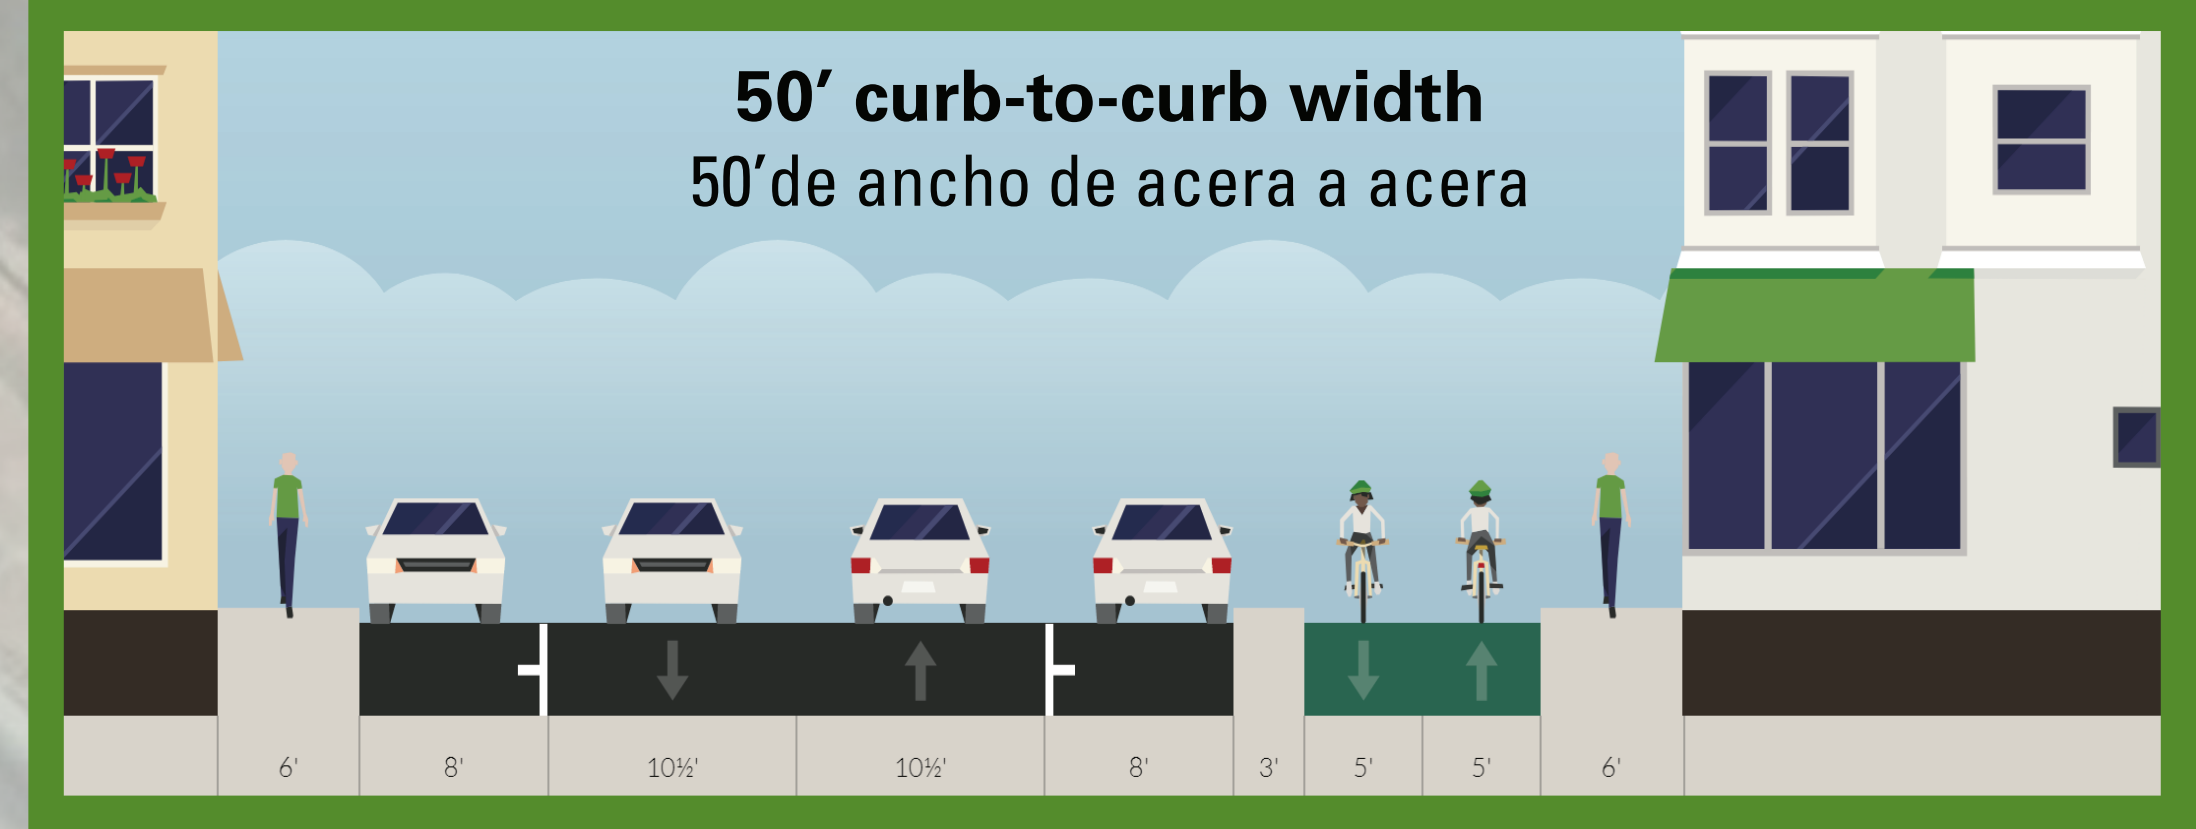 50′ curb-to-curb width
50′de ancho de acera a acera
6' 8' 10½' 10½' 8' 3' 5' 5' 6'